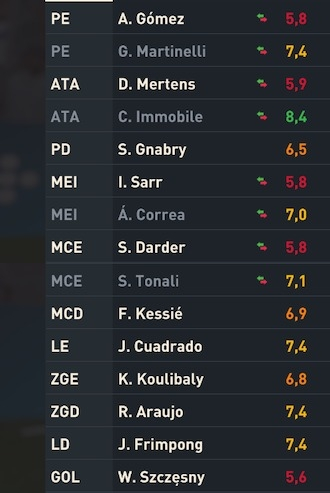 PE A. Gómez 5,8
PE G. Martinelli 7,4
ATA D. Mertens 5,9
ATA C. Immobile 8,4
PD S. Gnabry 6,5
MEI I. Sarr 5,8
MEI Á. Correa 7,0
MCE S. Darder 5,8
MCE S. Tonali 7,1
MCD F. Kessié 6,9
LE J. Cuadrado 7,4
ZGE K. Koulibaly 6,8
ZGD R. Araujo 7,4
LD J. Frimpong 7,4
GOL W. Szczęsny 5,6